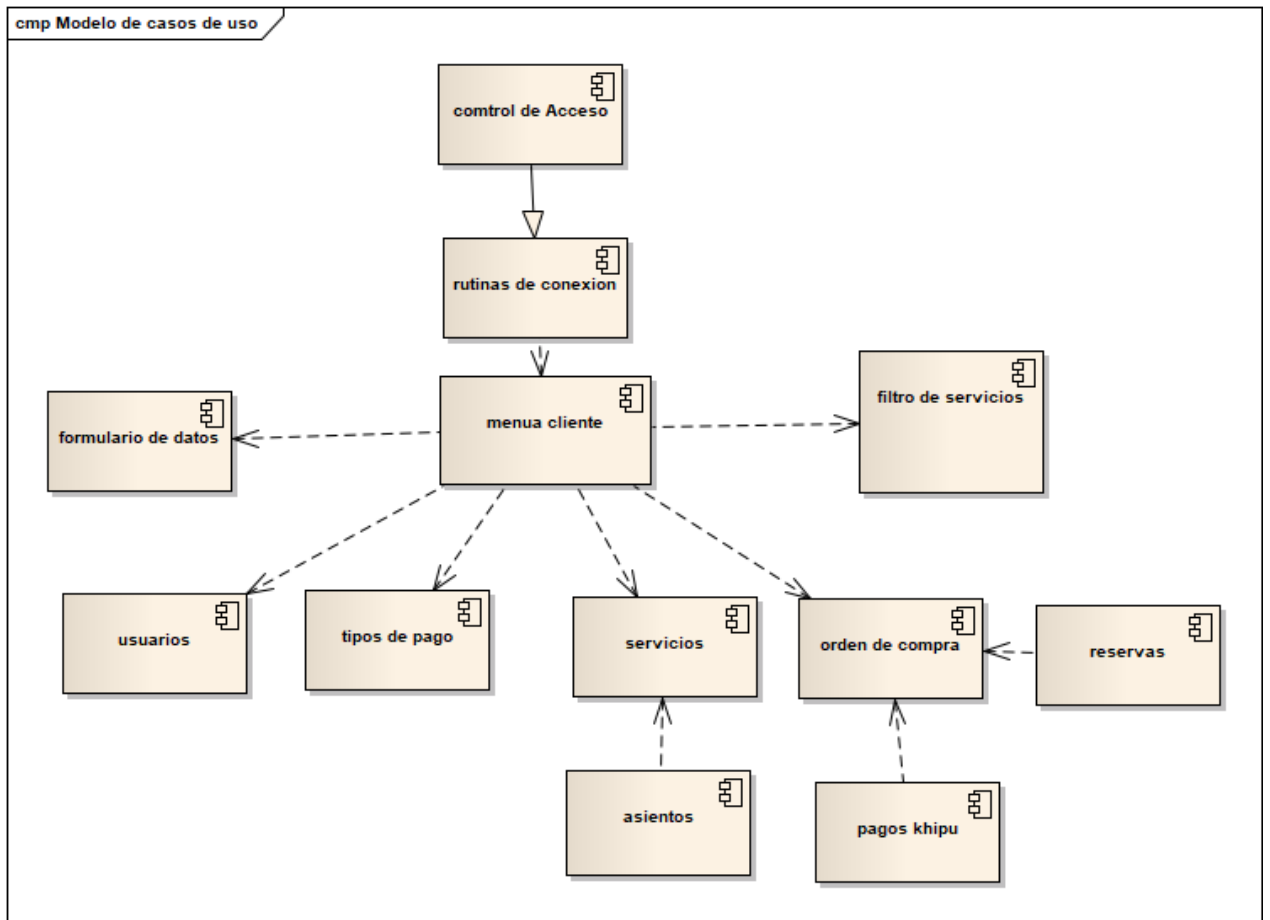 cmp Modelo de casos de uso
comtrol de Acceso
rutinas de conexion
menua cliente
filtro de servicios
formulario de datos
usuarios
tipos de pago
servicios
orden de compra
reservas
asientos
pagos khipu